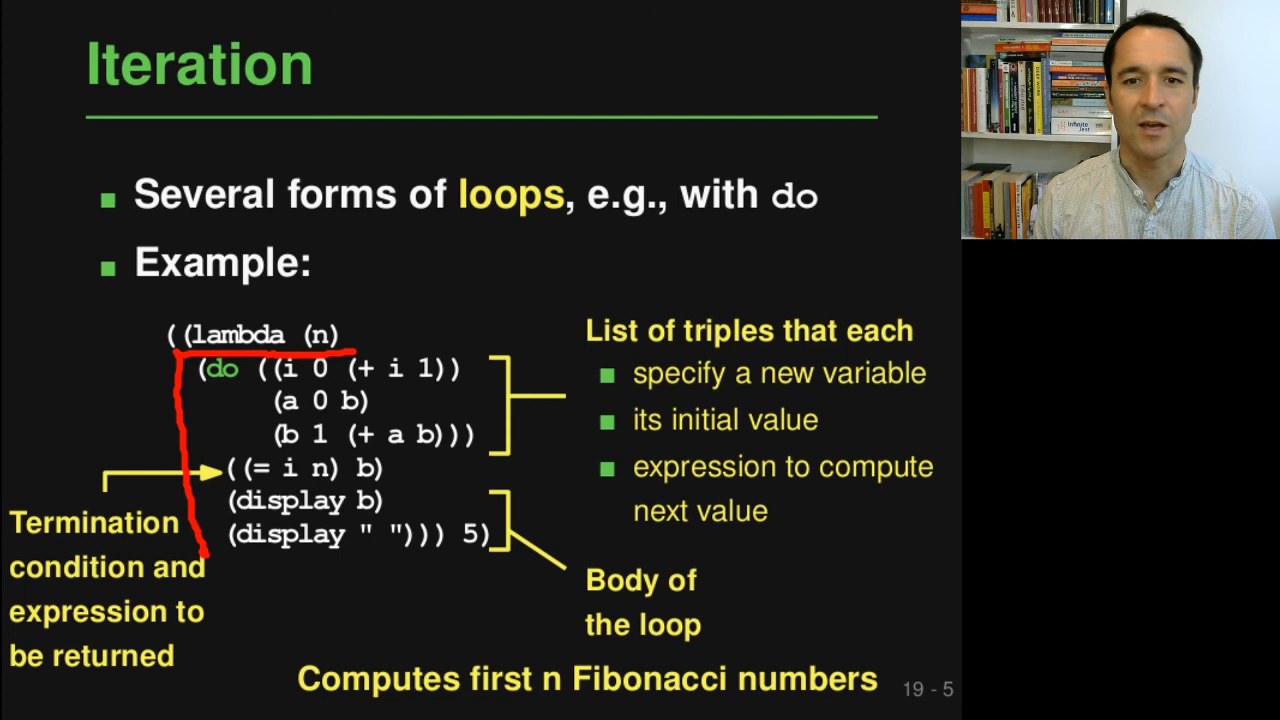 Iteration
Several forms of loops, e.g., with do
Example:
((lambda (n)
(do ((i 0 (+ i 1))
(a 0 b)
(b 1 (+ a b)))
((= i n) b)
(display b)
(display " "))) 5)
List of triples that each
specify a new variable
its initial value
expression to compute
next value
Termination
condition and
expression to
be returned
Body of
the loop
Computes first n Fibonacci numbers
19 - 5
Infinite
Jest